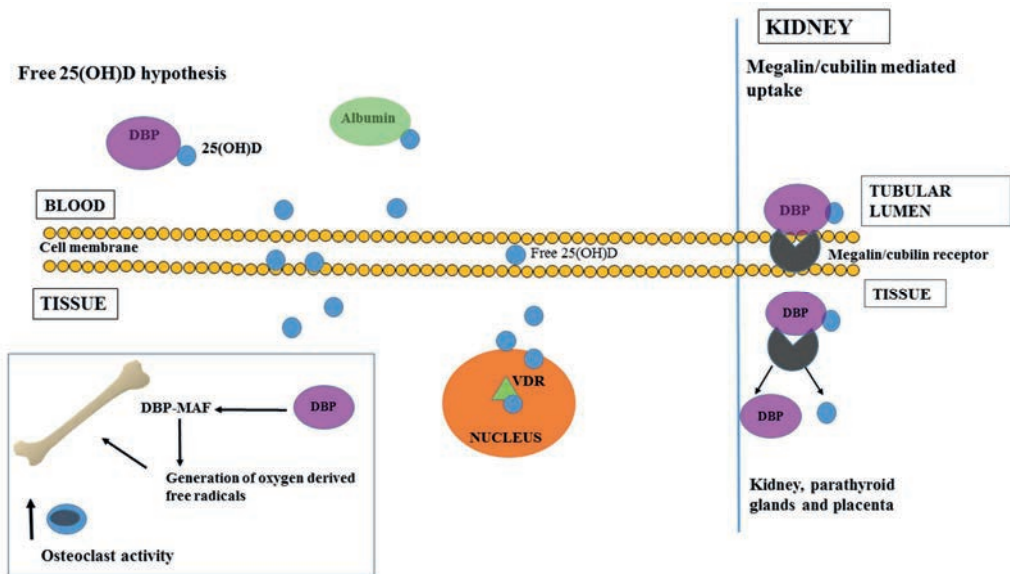 Free 25(OH)D hypothesis
DBP
25(OH)D
Albumin
BLOOD
Cell membrane
Free 25(OH)D
TISSUE
VDR
NUCLEUS
DBP-MAF
DBP
Generation of oxygen derived
free radicals
Osteoclast activity
KIDNEY
Megalin/cubilin mediated
uptake
DBP
TUBULAR
LUMEN
Megalin/cubilin receptor
TISSUE
DBP
DBP
Kidney, parathyroid
glands and placenta